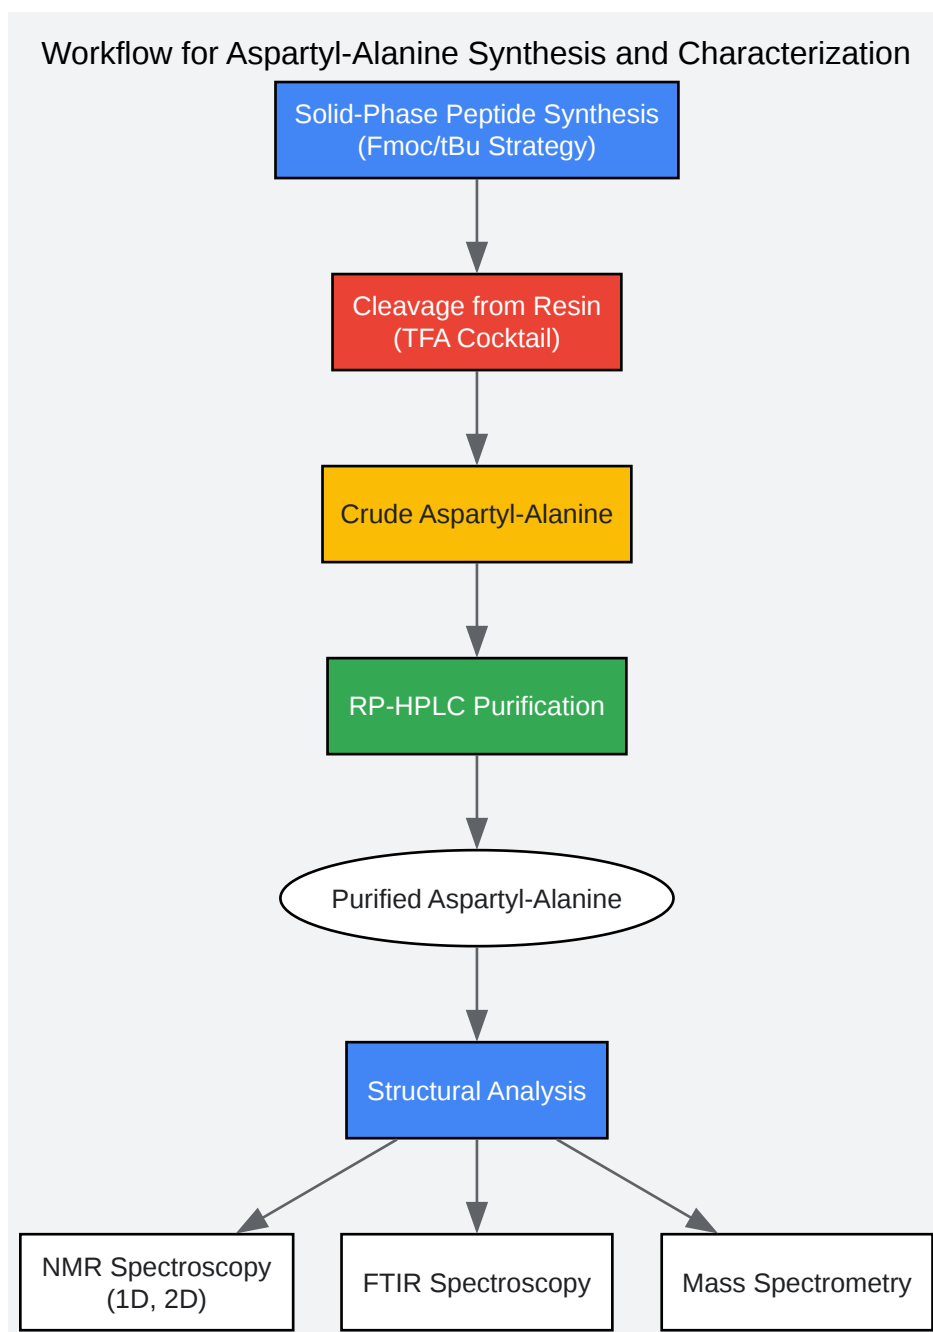 Workflow for Aspartyl-Alanine Synthesis and Characterization
Solid-Phase Peptide Synthesis
(Fmoc/tBu Strategy)
Cleavage from Resin
(TFA Cocktail)
Crude Aspartyl-Alanine
RP-HPLC Purification
Purified Aspartyl-Alanine
Structural Analysis
NMR Spectroscopy
(1D, 2D)
FTIR Spectroscopy
Mass Spectrometry